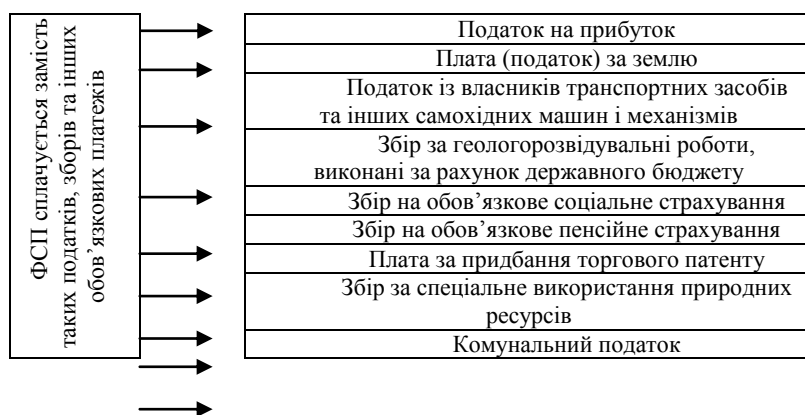 ФСП сплачується замість
таких податків, зборів та інших
обов’язкових платежів
Податок на прибуток
Плата (податок) за землю
Податок із власників транспортних засобів
та інших самохідних машин і механізмів
Збір за геологорозвідувальні роботи,
виконані за рахунок державного бюджету
Збір на обов’язкове соціальне страхування
Збір на обов’язкове пенсійне страхування
Плата за придбання торгового патенту
Збір за спеціальне використання природних
ресурсів
Комунальний податок